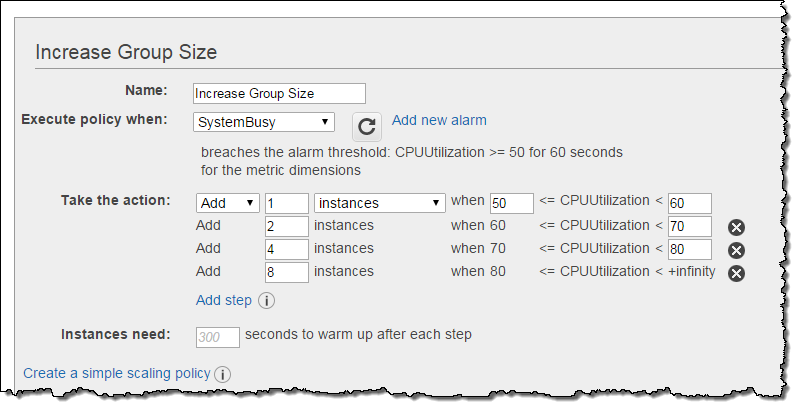 Increase Group Size
Name: Increase Group Size
Execute policy when: SystemBusy Add new alarm
breaches the alarm threshold: CPUUtilization >= 50 for 60 seconds
for the metric dimensions
Take the action: Add 1 instances when 50 <= CPUUtilization < 60
Add 2 instances when 60 <= CPUUtilization < 70
Add 4 instances when 70 <= CPUUtilization < 80
Add 8 instances when 80 <= CPUUtilization < +infinity
Add step i
Instances need: 300 seconds to warm up after each step
Create a simple scaling policy i